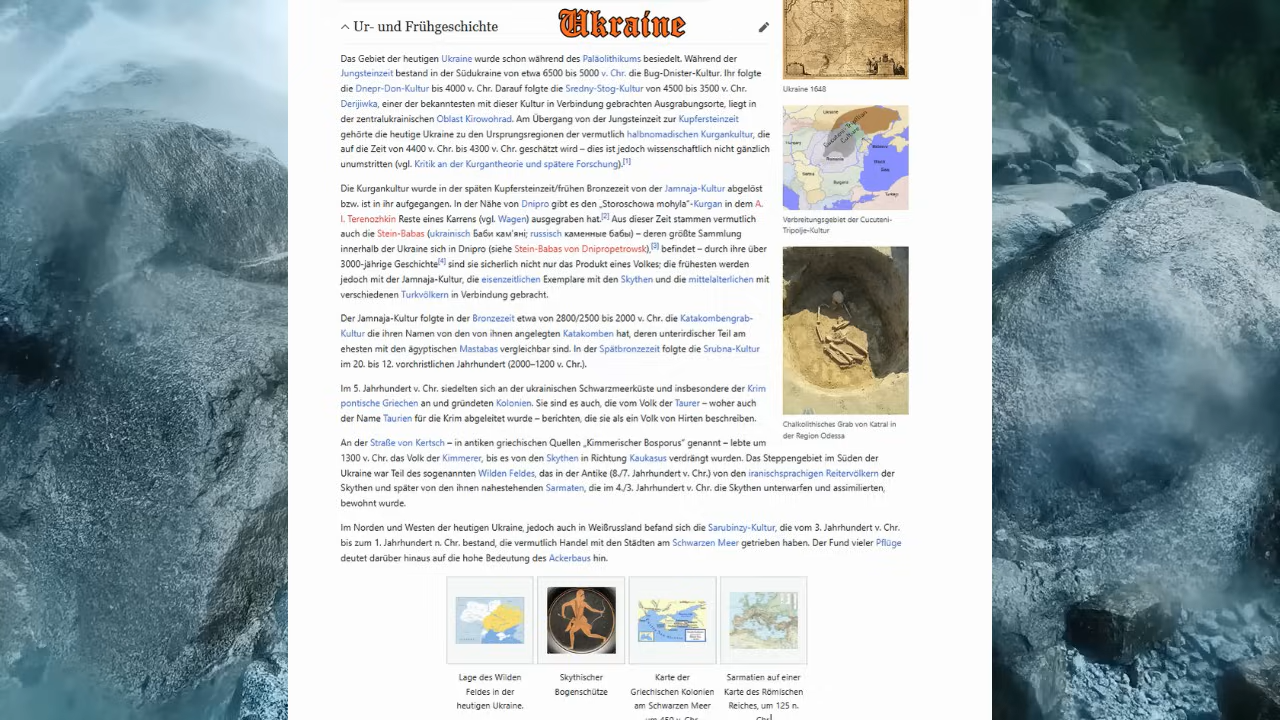 Ur- und Frühgeschichte
Ukraine
Das Gebiet der heutigen Ukraine wurde schon während des Paläolithikums besiedelt. Während der
Jungsteinzeit bestand in der Südukraine von etwa 6500 bis 5000 v. Chr. die Bug-Dnister-Kultur. Ihr folgte
die Dnepr-Don-Kultur bis 4000 v. Chr. Darauf folgte die Sredny-Stog-Kultur von 4500 bis 3500 v. Chr.
Derijiwka, einer der bekanntesten mit dieser Kultur in Verbindung gebrachten Ausgrabungsorte, liegt in
der zentralukrainischen Oblast Kirowohrad. Am Übergang von der Jungsteinzeit zur Kupfersteinzeit
gehörte die heutige Ukraine zu den Ursprungsregionen der vermutlich halbnomadischen Kurgankultur, die
auf die Zeit von 4400 v. Chr. bis 4300 v. Chr. geschätzt wird – dies ist jedoch wissenschaftlich nicht gänzlich
unumstritten (vgl. Kritik an der Kurgantheorie und spätere Forschung).[1]
Die Kurgankultur wurde in der späten Kupfersteinzeit/frühen Bronzezeit von der Jamnaja-Kultur abgelöst
bzw. ist in ihr aufgegangen. In der Nähe von Dnipro gibt es den „Storoschowa mohyla"-Kurgan in dem A.
I. Terenozhkin Reste eines Karrens (vgl. Wagen) ausgegraben hat.[2] Aus dieser Zeit stammen vermutlich
auch die Stein-Babas (ukrainisch Баби кам'яні; russisch каменные бабы) – deren größte Sammlung
innerhalb der Ukraine sich in Dnipro (siehe Stein-Babas von Dnipropetrowsk),[3] befindet – durch ihre über
3000-jährige Geschichte[4] sind sie sicherlich nicht nur das Produkt eines Volkes; die frühesten werden
jedoch mit der Jamnaja-Kultur, die eisenzeitlichen Exemplare mit den Skythen und die mittelalterlichen mit
verschiedenen Turkvölkern in Verbindung gebracht.
Der Jamnaja-Kultur folgte in der Bronzezeit etwa von 2800/2500 bis 2000 v. Chr. die Katakombengrab-
Kultur die ihren Namen von den von ihnen angelegten Katakomben hat, deren unterirdischer Teil am
ehesten mit den ägyptischen Mastabas vergleichbar sind. In der Spätbronzezeit folgte die Srubna-Kultur
im 20. bis 12. vorchristlichen Jahrhundert (2000–1200 v. Chr.).
Im 5. Jahrhundert v. Chr. siedelten sich an der ukrainischen Schwarzmeerküste und insbesondere der Krim
pontische Griechen an und gründeten Kolonien. Sie sind es auch, die vom Volk der Taurer – woher auch
der Name Taurien für die Krim abgeleitet wurde – berichten, die sie als ein Volk von Hirten beschreiben.
An der Straße von Kertsch – in antiken griechischen Quellen „Kimmerischer Bosporus" genannt – lebte um
1300 v. Chr. das Volk der Kimmerer, bis es von den Skythen in Richtung Kaukasus verdrängt wurden. Das Steppengebiet im Süden der
Ukraine war Teil des sogenannten Wilden Feldes, das in der Antike (8./7. Jahrhundert v. Chr.) von den iranischsprachigen Reitervölkern der
Skythen und später von den ihnen nahestehenden Sarmaten, die im 4./3. Jahrhundert v. Chr. die Skythen unterwarfen und assimilierten,
bewohnt wurde.
Im Norden und Westen der heutigen Ukraine, jedoch auch in Weißrussland befand sich die Sarubinzy-Kultur, die vom 3. Jahrhundert v. Chr.
bis zum 1. Jahrhundert n. Chr. bestand, die vermutlich Handel mit den Städten am Schwarzen Meer getrieben haben. Der Fund vieler Pflüge
deutet darüber hinaus auf die hohe Bedeutung des Ackerbaus hin.
Ukraine 1648
Verbreitungsgebiet der Cucuteni-
Tripolje-Kultur
Chalkolithisches Grab von Katral in
der Region Odessa
Lage des Wilden
Feldes in der
heutigen Ukraine.
Skythischer
Bogenschütze
Karte der
Griechischen Kolonien
am Schwarzen Meer
um 450 v. Chr.
Sarmatien auf einer
Karte des Römischen
Reiches, um 125 n.
Chr.